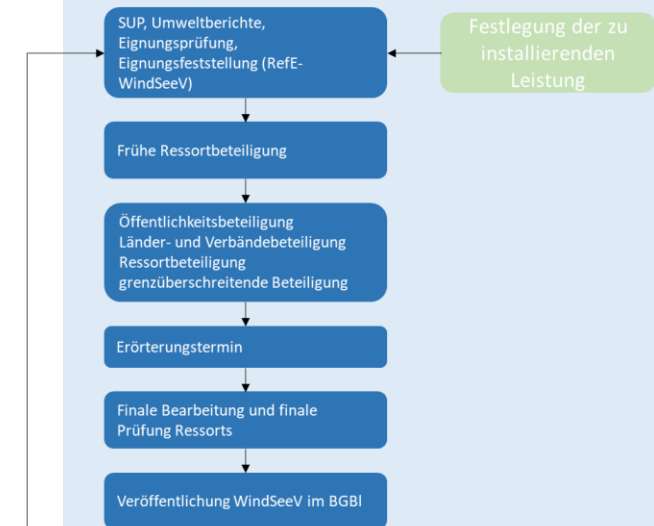 SUP, Umweltberichte,
Eignungsprüfung,
Eignungsfeststellung (RefE-
WindSeeV)
Festlegung der zu
installierenden
Leistung
Frühe Ressortbeteiligung
Öffentlichkeitsbeteiligung
Länder- und Verbändebeteiligung
Ressortbeteiligung
grenzüberschreitende Beteiligung
Erörterungstermin
Finale Bearbeitung und finale
Prüfung Ressorts
Veröffentlichung WindSeeV im BGBl